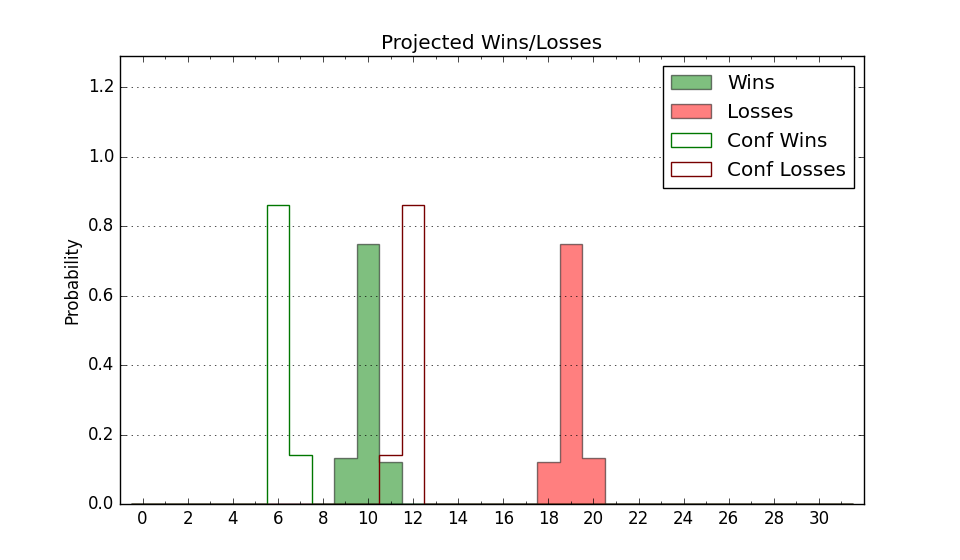 Projected Wins/Losses
Wins
Losses
Conf Wins
Conf Losses
Probability
1.2
1.0
0.8
0.6
0.4
0.2
0.0
0 2 4 6 8 10 12 14 16 18 20 22 24 26 28 30